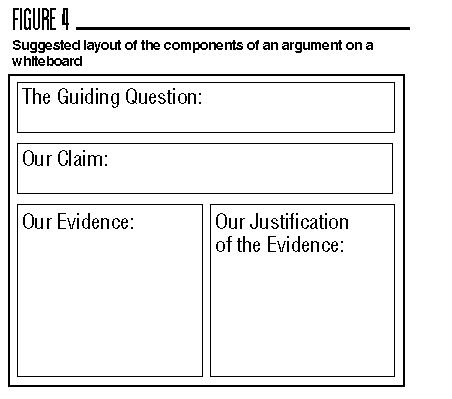 FIGURE 4
Suggested layout of the components of an argument on a
whiteboard
The Guiding Question:
Our Claim:
Our Evidence:
Our Justification
of the Evidence: